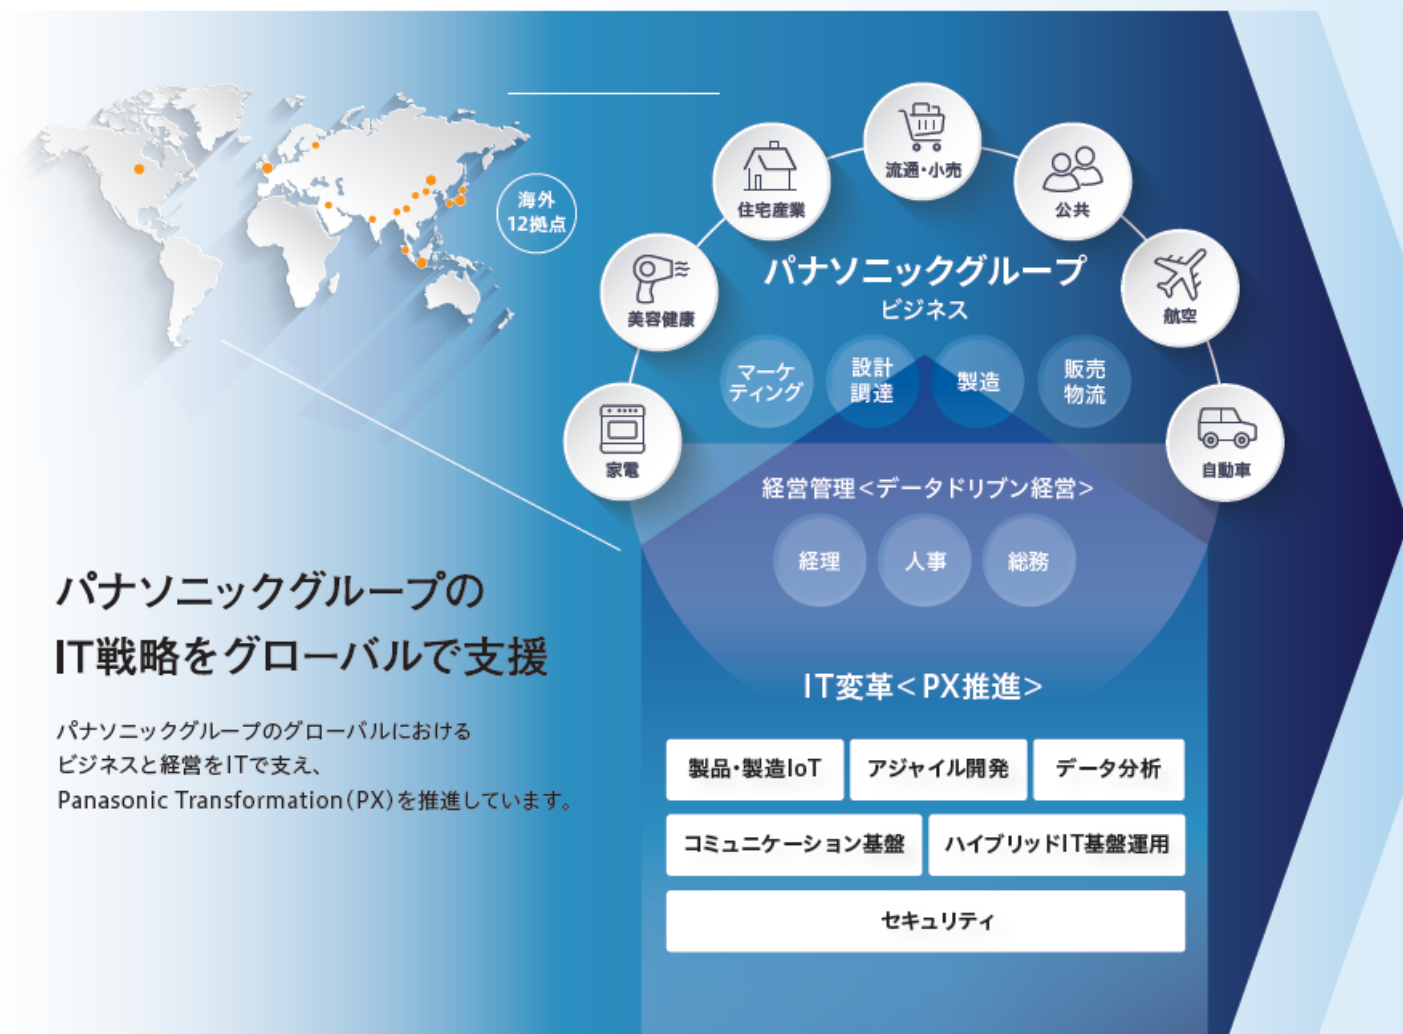 海外
12拠点
流通・小売
住宅産業
公共
美容健康
航空
家電
自動車
パナソニックグループ
ビジネス
マーケ
ティング
設計
調達
製造
販売
物流
経営管理<データドリブン経営>
経理
人事
総務
パナソニックグループの
IT戦略をグローバルで支援
パナソニックグループのグローバルにおける
ビジネスと経営をITで支え、
Panasonic Transformation(PX)を推進しています。
IT変革<PX推進>
製品・製造IoT
アジャイル開発
データ分析
コミュニケーション基盤
ハイブリッドIT基盤運用
セキュリティ